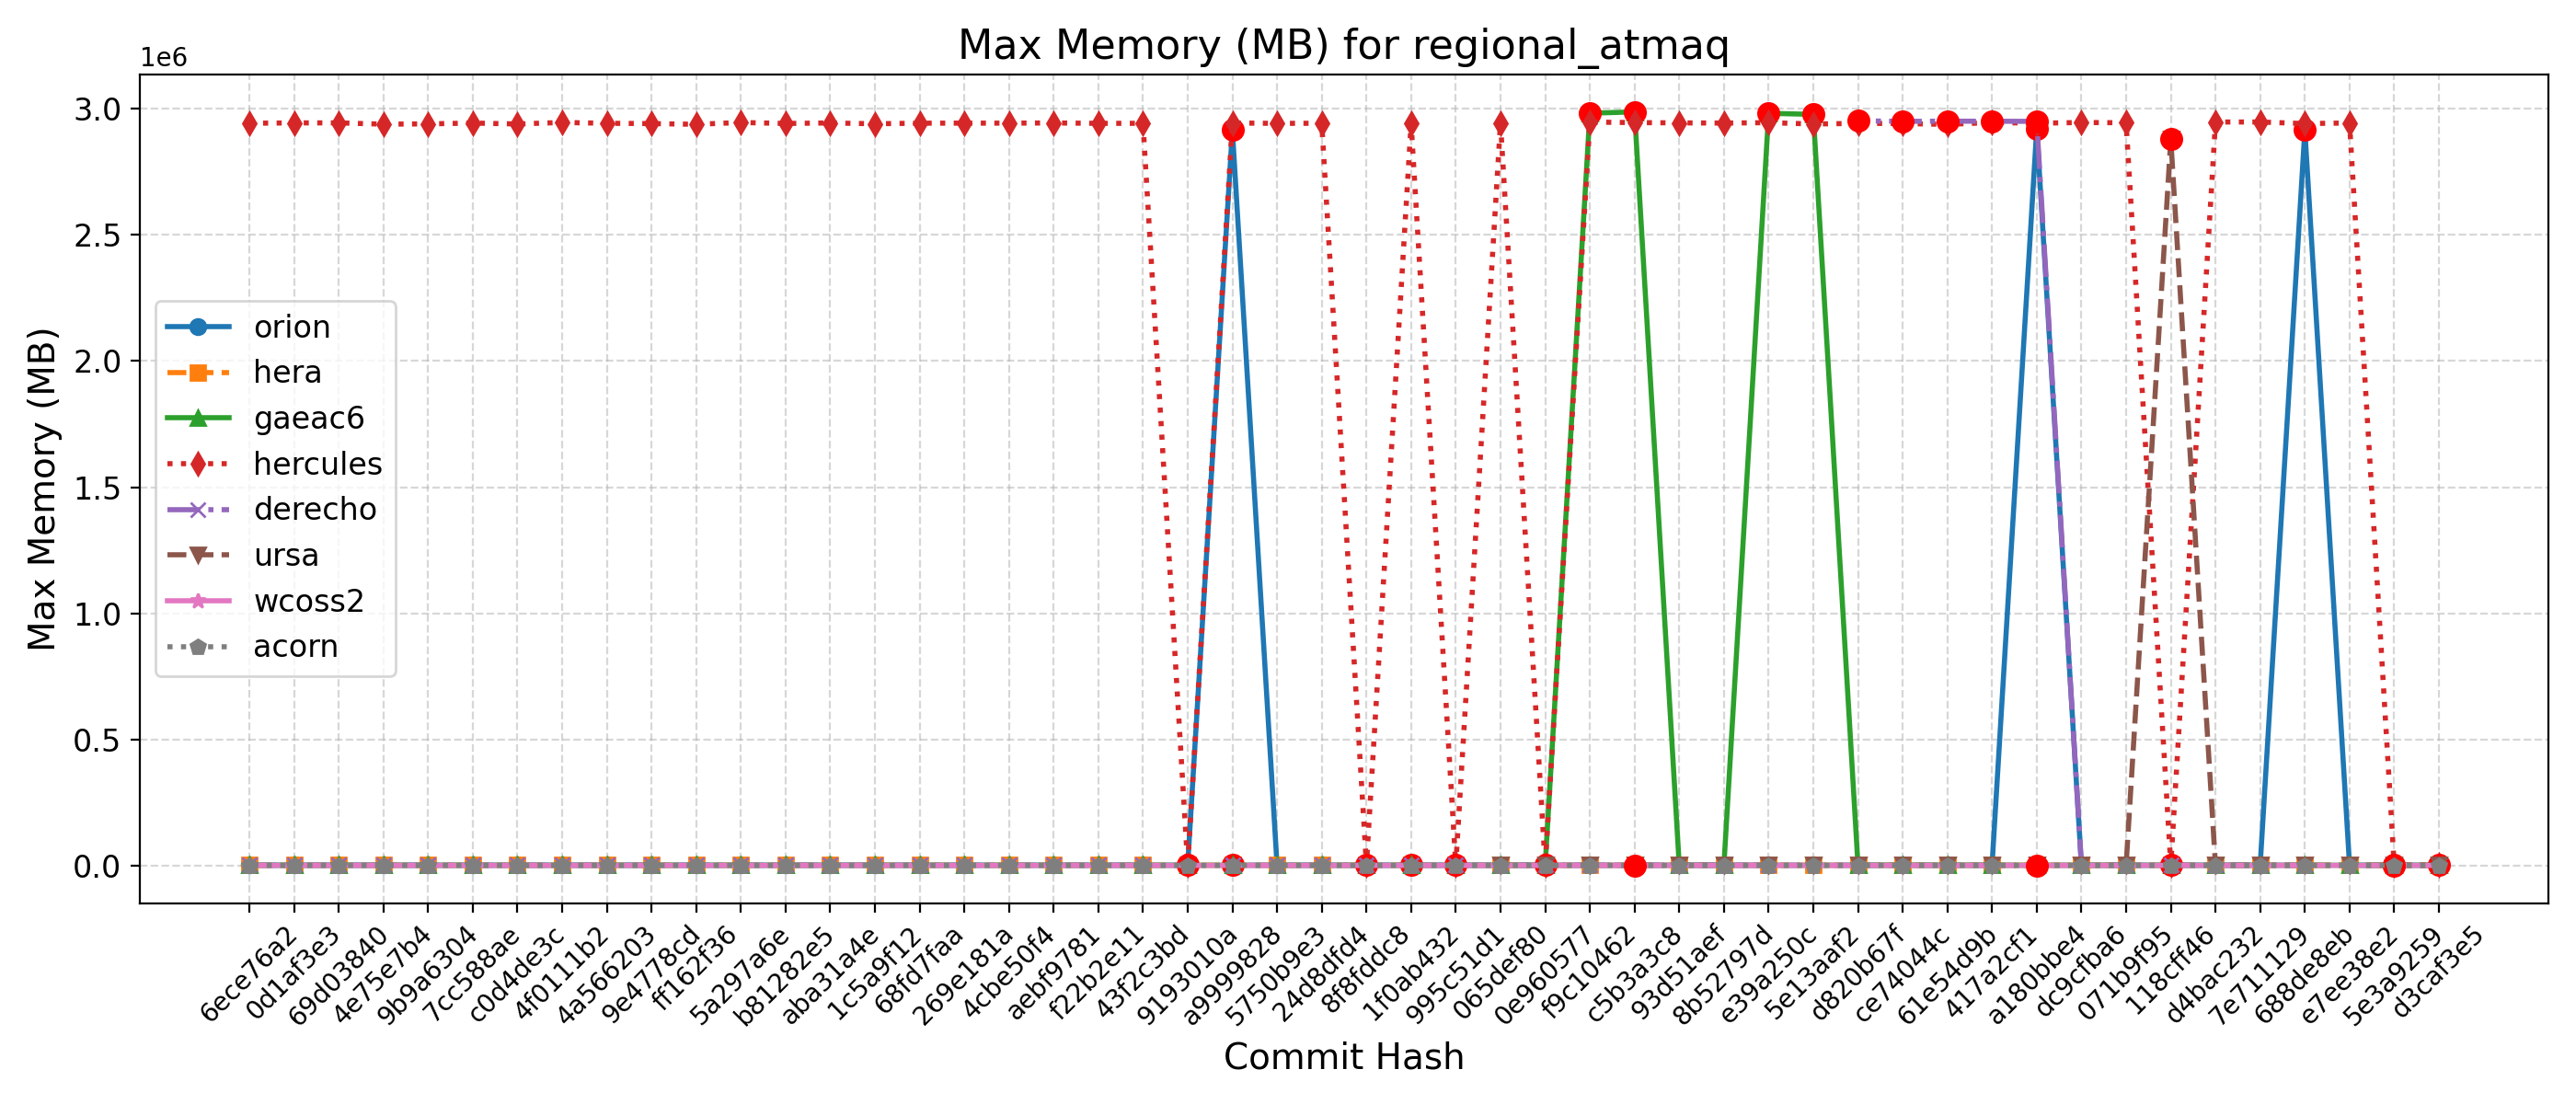 Max Memory (MB) for regional_atmaq
1e6
3.0
2.5
2.0
1.5
1.0
0.5
0.0
Max Memory (MB)
orion
hera
gaeac6
hercules
derecho
ursa
wcoss2
acorn
6ece76a2
0d1af3e3
69d03840
4e75e7b4
9b9a6304
7cc588ae
c0d4de3c
4f0111b2
4a566203
9e4778cd
ff162f36
5a297a6e
b81282e5
aba31a4e
1c5a9f12
68fd7faa
269e181a
4cbe50f4
aebf9781
f22b2e11
43f2c3bd
9193010a
a9999828
5750b9e3
24d8dfd4
8f8fddc8
1f0ab432
995c51d1
065def80
0e960577
f9c10462
c5b3a3c8
93d51aef
8b52797d
e39a250c
5e13aaf2
d820b67f
ce74044c
61e54d9b
417a2cf1
a180bbe4
dc9cfba6
071b9f95
118cff46
d4bac232
7e711129
688de8eb
e7ee38e2
5e3a9259
d3caf3e5
Commit Hash